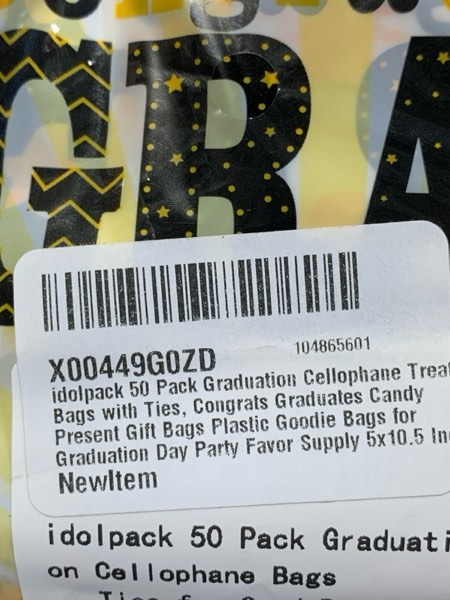 GRA
X00449G0ZD
104865601
idolpack 50 Pack Graduation Cellophane Treat
Bags with Ties, Congrats Graduates Candy
Present Gift Bags Plastic Goodie Bags for
Graduation Day Party Favor Supply 5x10.5 In
NewItem
idolpack 50 Pack Graduati
on Cellophane Bags